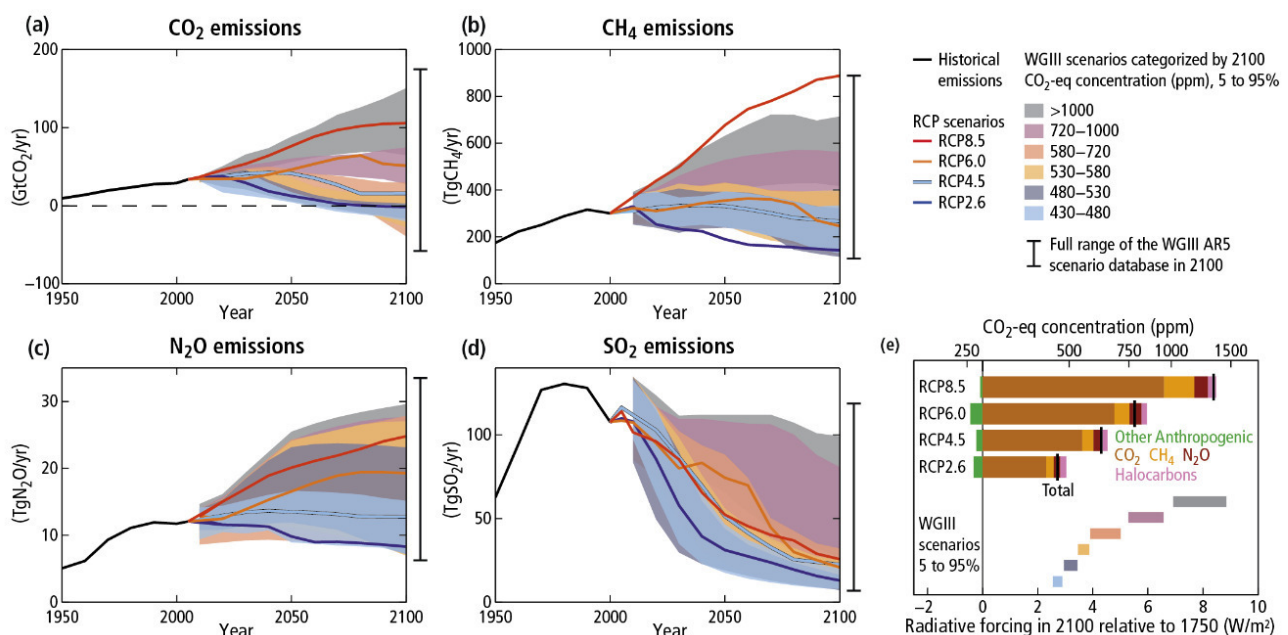 (a)
CO₂ emissions
200
100
0
−100
(GtCO₂/yr)
1950
2000
2050
2100
Year
(b)
CH₄ emissions
1000
800
600
400
200
0
(TgCH₄/yr)
1950
2000
2050
2100
Year
Historical
emissions
RCP scenarios
RCP8.5
RCP6.0
RCP4.5
RCP2.6
WGIII scenarios categorized by 2100
CO₂-eq concentration (ppm), 5 to 95%
>1000
720–1000
580–720
530–580
480–530
430–480
Full range of the WGIII AR5
scenario database in 2100
(c)
N₂O emissions
30
20
10
0
(TgN₂O/yr)
1950
2000
2050
2100
Year
(d)
SO₂ emissions
100
50
0
(TgSO₂/yr)
1950
2000
2050
2100
Year
CO₂-eq concentration (ppm)
(e)
250
500
750
1000
1500
RCP8.5
RCP6.0
RCP4.5
RCP2.6
Other Anthropogenic
CO₂ CH₄ N₂O
Halocarbons
Total
WGIII
scenarios
5 to 95%
−2
0
2
4
6
8
10
Radiative forcing in 2100 relative to 1750 (W/m²)